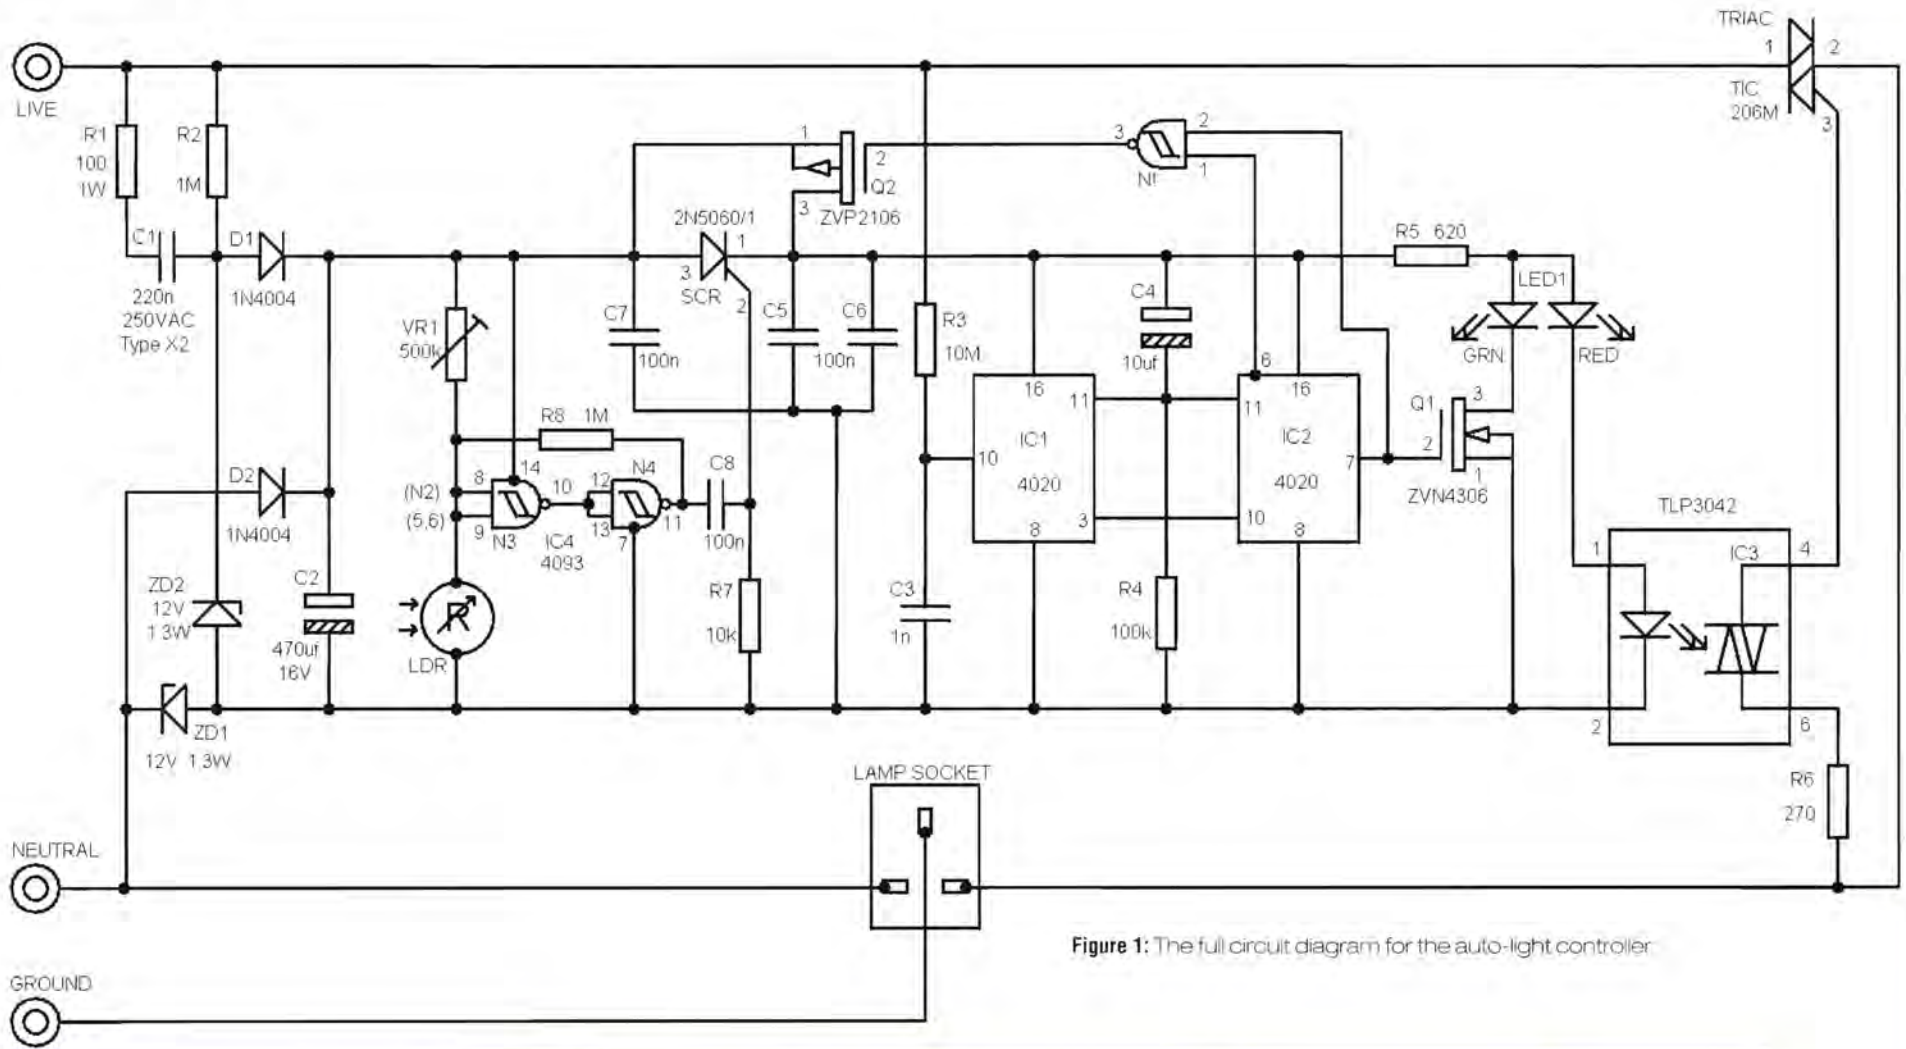 TRIAC
1
2
TIC
206M
3
LIVE
R1
100
1W
R2
1M
C1
220n
250VAC
Type X2
D1
1N4004
D2
1N4004
ZD2
12V
1 3W
ZD1
12V 1 3W
C2
470uf
16V
VR1
500k
LDR
R8 1M
(N2)
(5,6)
8
9
14
10
N3
IC4
4093
12
13
7
N4
11
C8
100n
R7
10k
C7
100n
C5
100n
C6
2N5060/1
1
3
SCR
2
1
2
3
Q2
ZVP2106
3
2
1
N!
R3
10M
C3
1n
16
11
10
IC1
4020
3
8
C4
10uf
R4
100k
6
16
11
IC2
4020
7
10
8
R5 620
LED1
GRN
RED
Q1
3
2
1
ZVN4306
TLP3042
IC3
1
4
2
6
R6
270
LAMP SOCKET
NEUTRAL
GROUND
Figure 1: The full circuit diagram for the auto-light controller